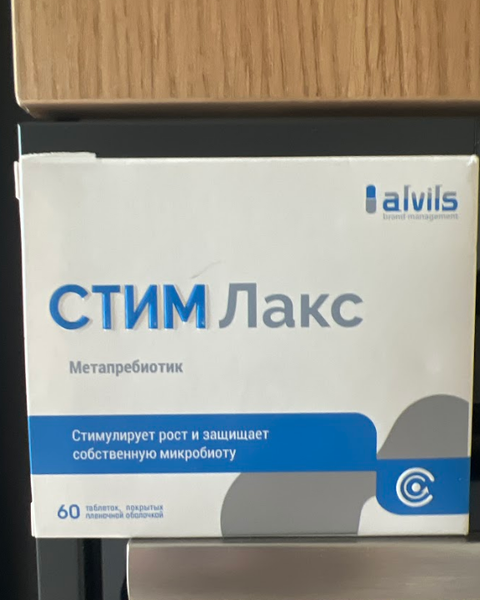 alvils
brand management
СТИМ Лакс
Метапребиотик
Стимулирует рост и защищает
собственную микробиоту
60 таблеток, покрытых
пленочной оболочкой